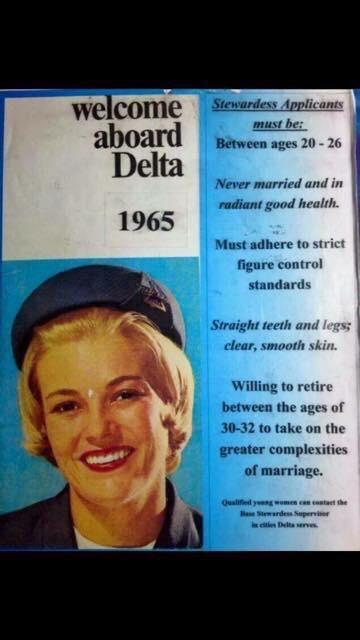 welcome
aboard
Delta
1965
Stewardess Applicants
must be:
Between ages 20 - 26
Never married and in
radiant good health.
Must adhere to strict
figure control
standards
Straight teeth and legs;
clear, smooth skin.
Willing to retire
between the ages of
30-32 to take on the
greater complexities
of marriage.
Qualified young women can contact the
Base Stewardess Supervisor
in cities Delta serves.